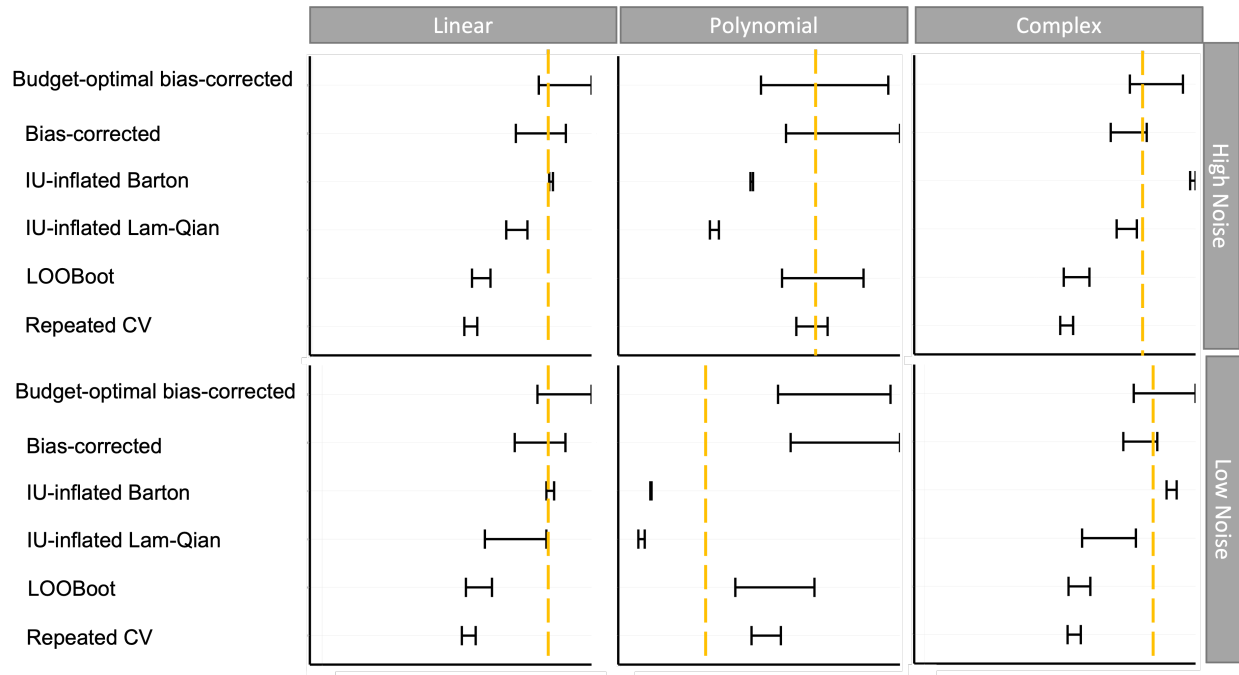 Linear
Polynomial
Complex
Budget-optimal bias-corrected
Bias-corrected
IU-inflated Barton
IU-inflated Lam-Qian
LOOBoot
Repeated CV
High Noise
Budget-optimal bias-corrected
Bias-corrected
IU-inflated Barton
IU-inflated Lam-Qian
LOOBoot
Repeated CV
Low Noise